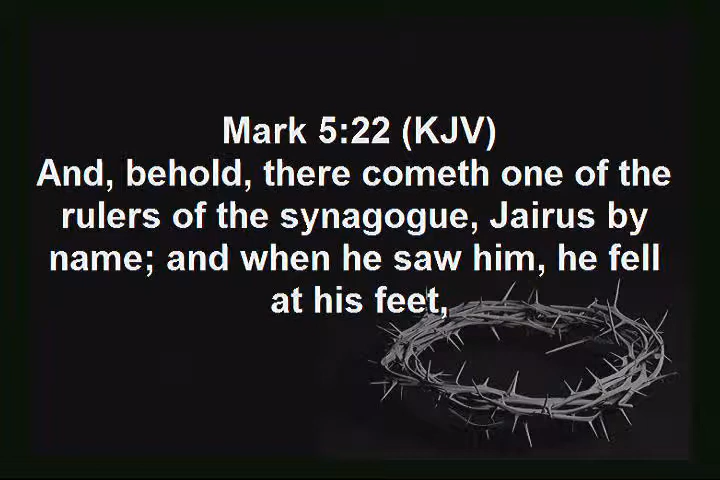 Mark 5:22 (KJV)
And, behold, there cometh one of the
rulers of the synagogue, Jairus by
name; and when he saw him, he fell
at his feet,